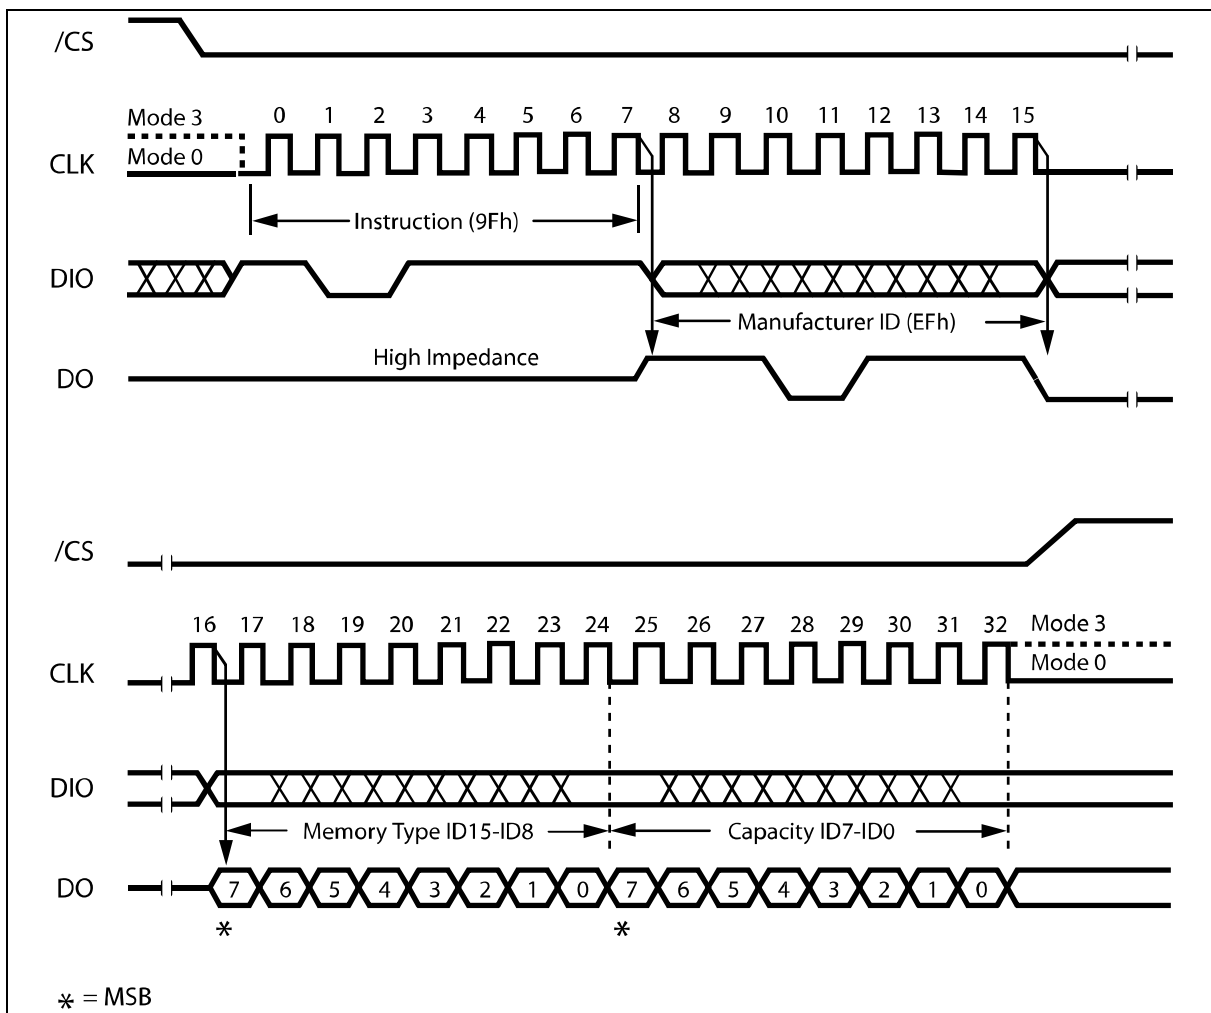 /CS
Mode 3
0 1 2 3 4 5 6 7 8 9 10 11 12 13 14 15
CLK
Mode 0
Instruction (9Fh)
DIO
Manufacturer ID (EFh)
High Impedance
DO
/CS
16 17 18 19 20 21 22 23 24 25 26 27 28 29 30 31 32
Mode 3
CLK
Mode 0
DIO
Memory Type ID15-ID8
Capacity ID7-ID0
DO
7 6 5 4 3 2 1 0 7 6 5 4 3 2 1 0
* *
* = MSB